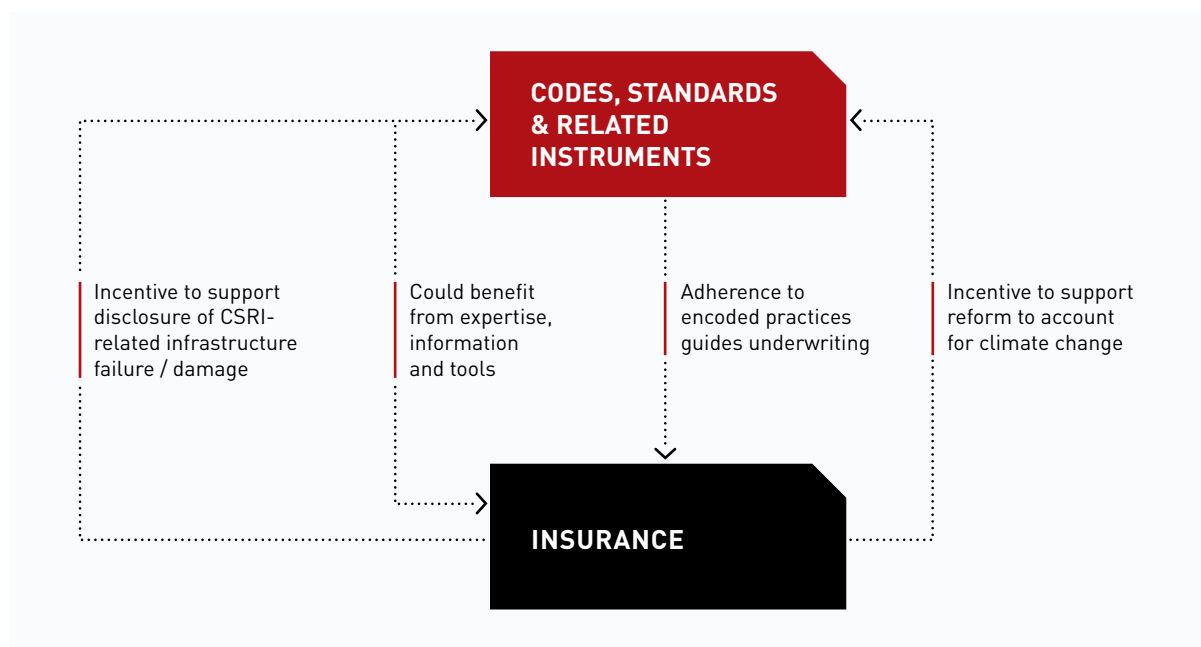 CODES, STANDARDS
& RELATED
INSTRUMENTS
Incentive to support
disclosure of CSRI-
related infrastructure
failure / damage
Could benefit
from expertise,
information
and tools
Adherence to
encoded practices
guides underwriting
Incentive to support
reform to account
for climate change
INSURANCE